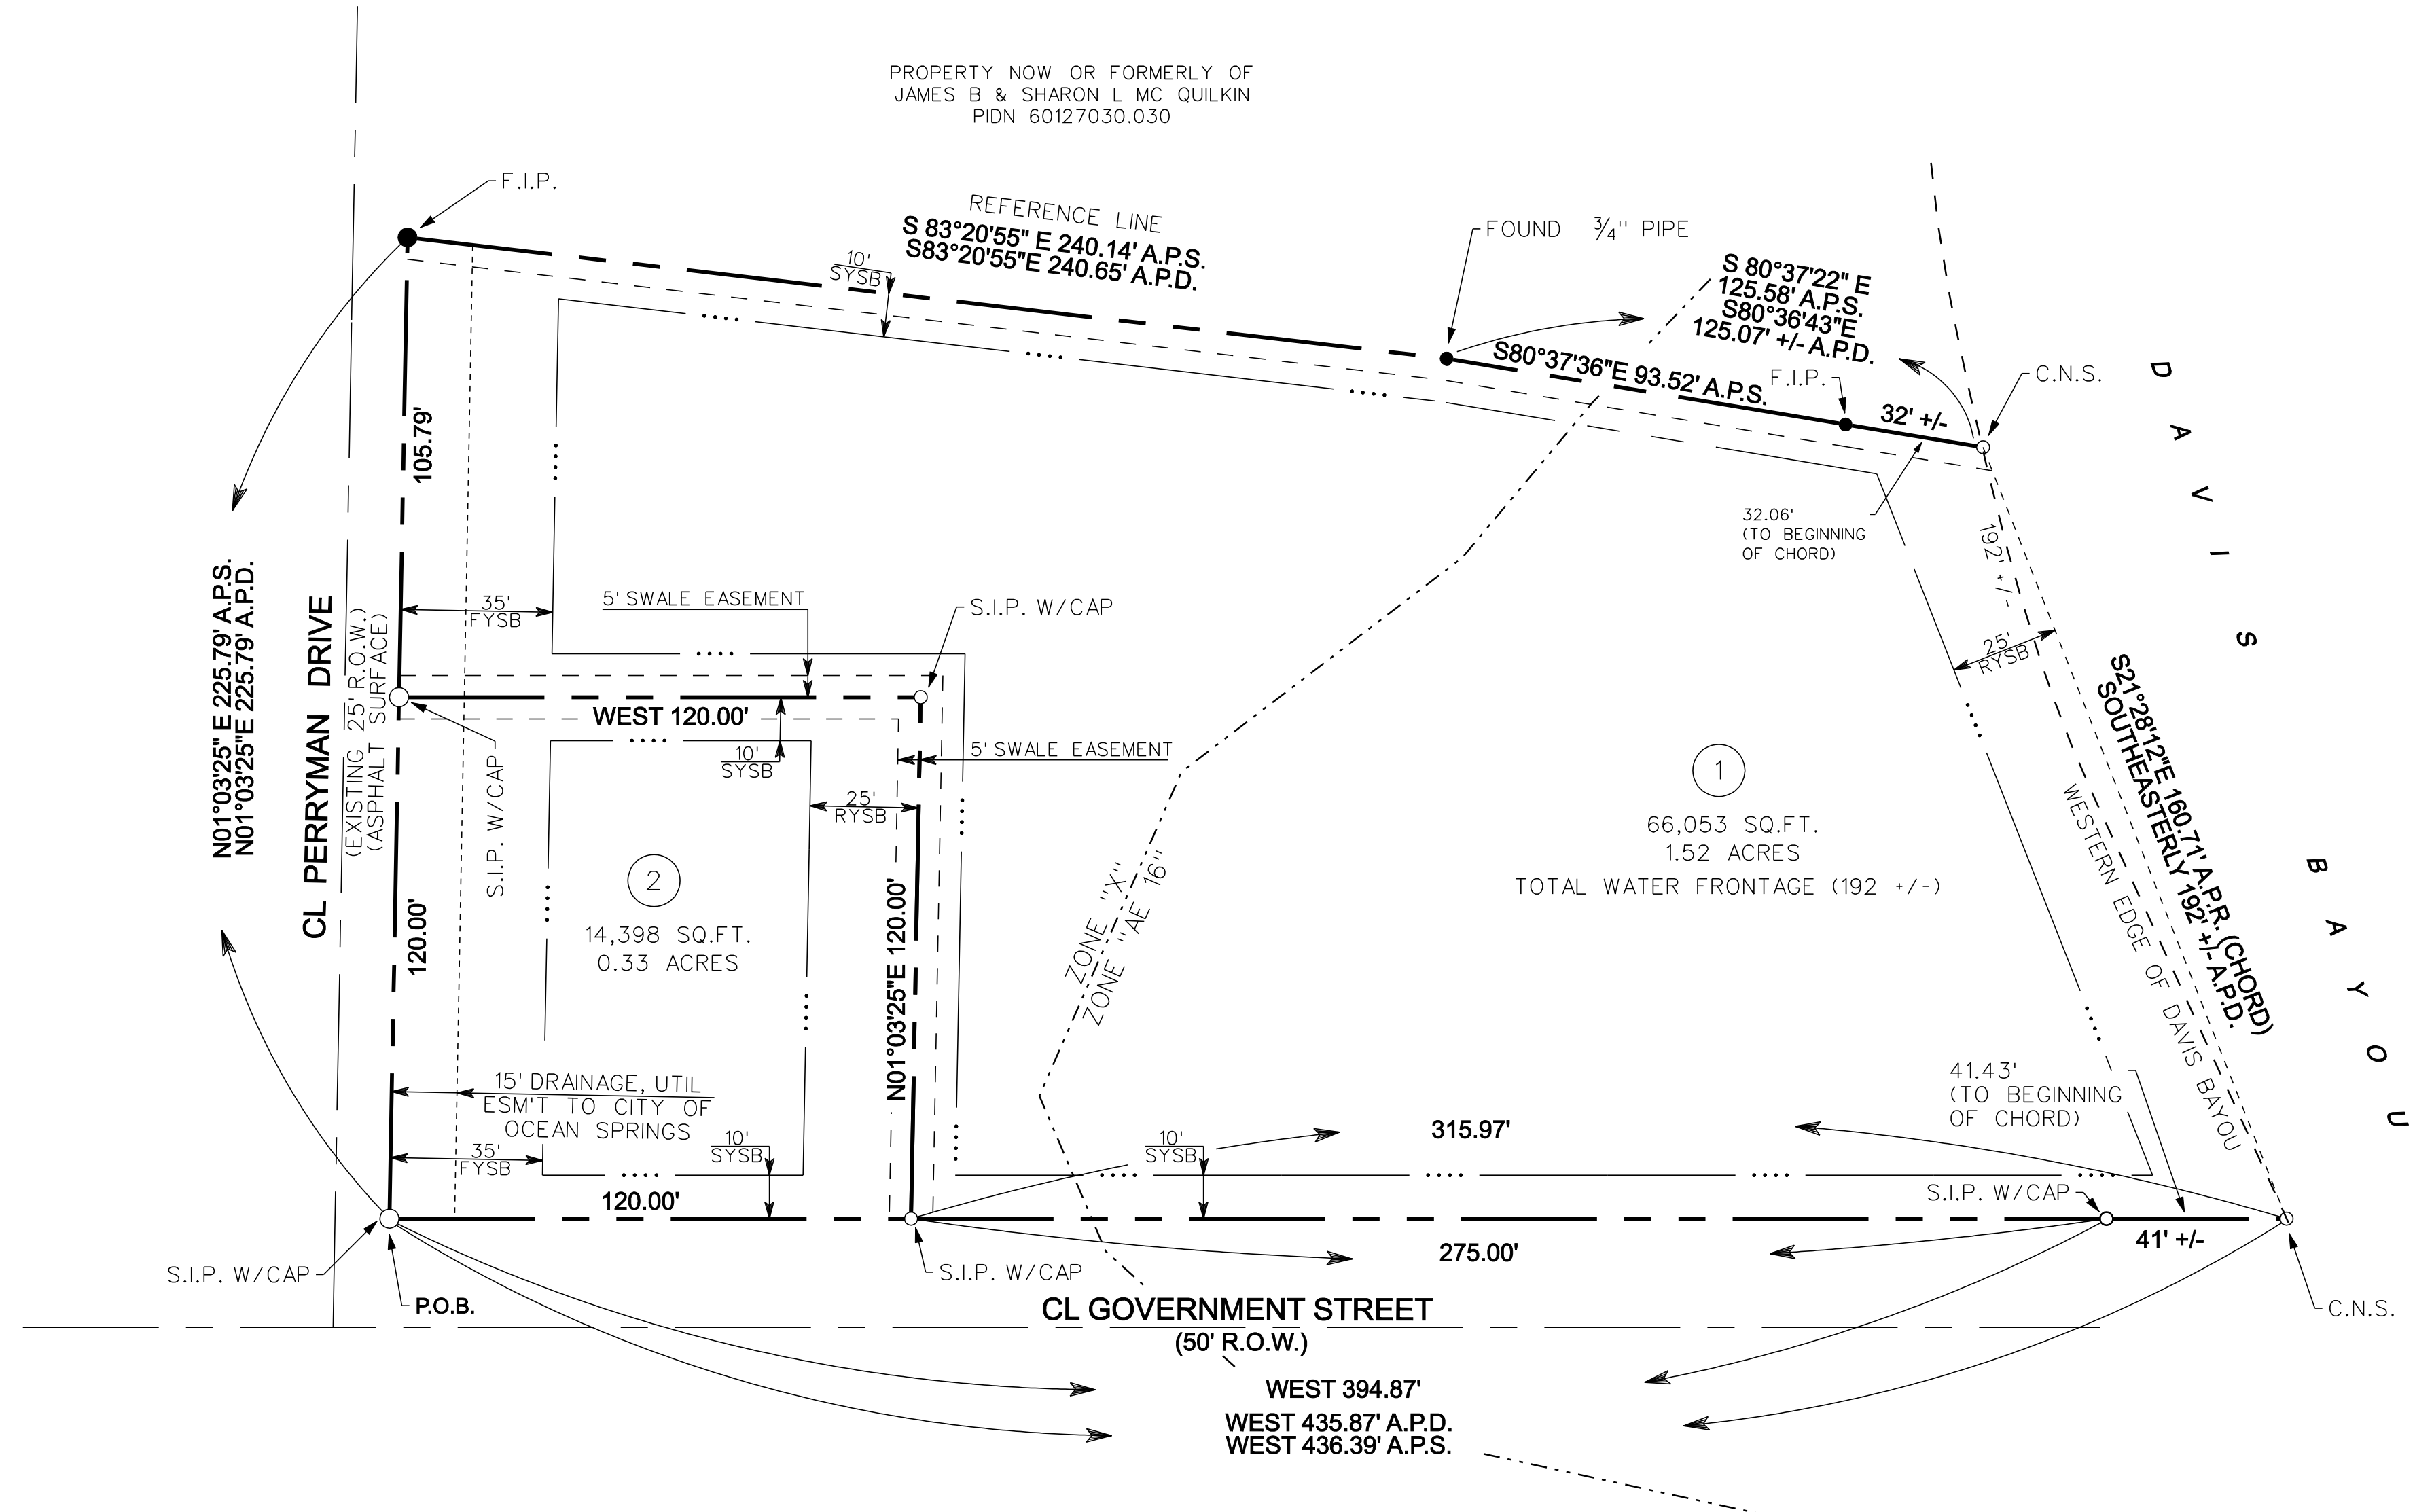 PROPERTY NOW OR FORMERLY OF
JAMES B & SHARON L MC QUILKIN
PIDN 60127030.030
F.I.P.
REFERENCE LINE
S 83°20'55" E 240.14' A.P.S.
S83°20'55"E 240.65' A.P.D.
10'
SYSB
FOUND ¾" PIPE
S 80°37'22" E
125.58' A.P.S.
S80°36'43"E
125.07' +/- A.P.D.
S80°37'36"E 93.52' A.P.S.
F.I.P.
32' +/-
C.N.S.
32.06'
(TO BEGINNING
OF CHORD)
DAVIS BAYOU
192' +/-
25'
RYSB
S21°28'12"E 160.71' A.P.R. (CHORD)
SOUTHEASTERLY 192' +/- A.P.D.
WESTERN EDGE OF DAVIS BAYOU
105.79'
N01°03'25" E 225.79' A.P.S.
N01°03'25"E 225.79' A.P.D.
CL PERRYMAN DRIVE
(EXISTING 25' R.O.W.)
(ASPHALT SURFACE)
35'
FYSB
5' SWALE EASEMENT
S.I.P. W/CAP
WEST 120.00'
10'
SYSB
5' SWALE EASEMENT
S.I.P. W/CAP
25'
RYSB
120.00'
2
14,398 SQ.FT.
0.33 ACRES
N01°03'25"E 120.00'
ZONE "X"
ZONE "AE 16"
1
66,053 SQ.FT.
1.52 ACRES
TOTAL WATER FRONTAGE (192 +/-)
15' DRAINAGE, UTIL
ESM'T TO CITY OF
OCEAN SPRINGS
35'
FYSB
10'
SYSB
120.00'
10'
SYSB
315.97'
41.43'
(TO BEGINNING
OF CHORD)
S.I.P. W/CAP
41' +/-
275.00'
S.I.P. W/CAP
P.O.B.
S.I.P. W/CAP
C.N.S.
CL GOVERNMENT STREET
(50' R.O.W.)
WEST 394.87'
WEST 435.87' A.P.D.
WEST 436.39' A.P.S.